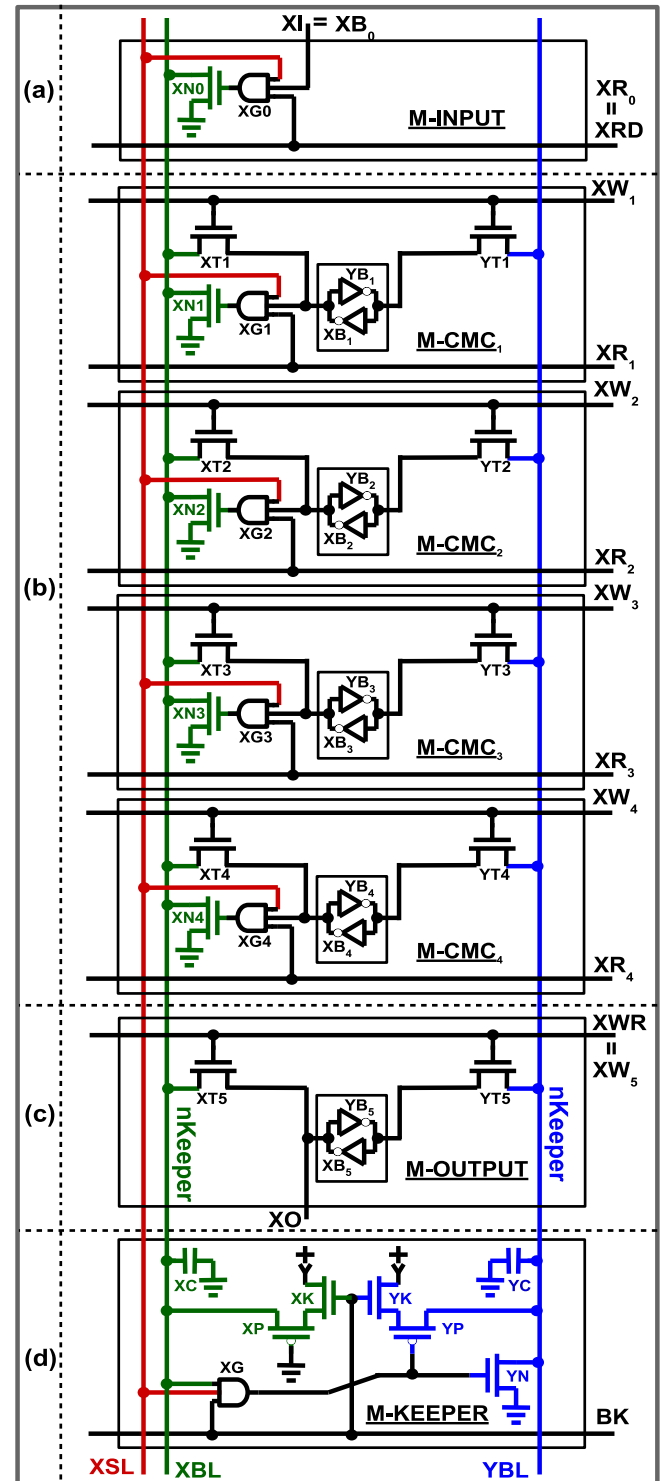 XI = XB₀
(a)
XN0
XG0
M-INPUT
XR₀
=
XRD
(b)
XW₁
XT1
YB₁
YT1
XN1
XG1
XB₁
M-CMC₁
XR₁
XW₂
XT2
YB₂
YT2
XN2
XG2
XB₂
M-CMC₂
XR₂
XW₃
XT3
YB₃
YT3
XN3
XG3
XB₃
M-CMC₃
XR₃
XW₄
XT4
YB₄
YT4
XN4
XG4
XB₄
M-CMC₄
XR₄
(c)
XWR
=
XW₅
XT5
YB₅
YT5
XB₅
nKeeper
nKeeper
M-OUTPUT
XO
(d)
XC
+
+
YC
XK
YK
XP
YP
XG
YN
M-KEEPER
BK
XSL
XBL
YBL